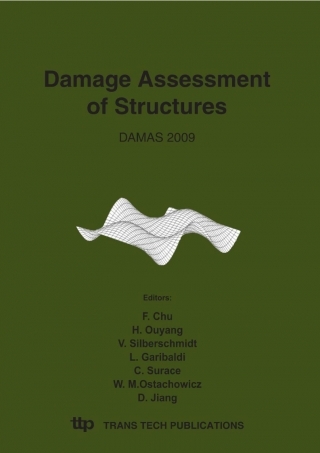 Damage Assessment
of Structures
DAMAS 2009
Editors:
F. Chu
H. Ouyang
V. Silberschmidt
L. Garibaldi
C. Surace
W. M.Ostachowicz
D. Jiang
ttp TRANS TECH PUBLICATIONS